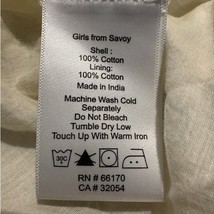 Girls from Savoy
Shell :
100% Cotton
Lining:
100% Cotton
Made in India
Machine Wash Cold
Separately
Do Not Bleach
Tumble Dry Low
Touch Up With Warm Iron
30C
RN # 66170
CA # 32054